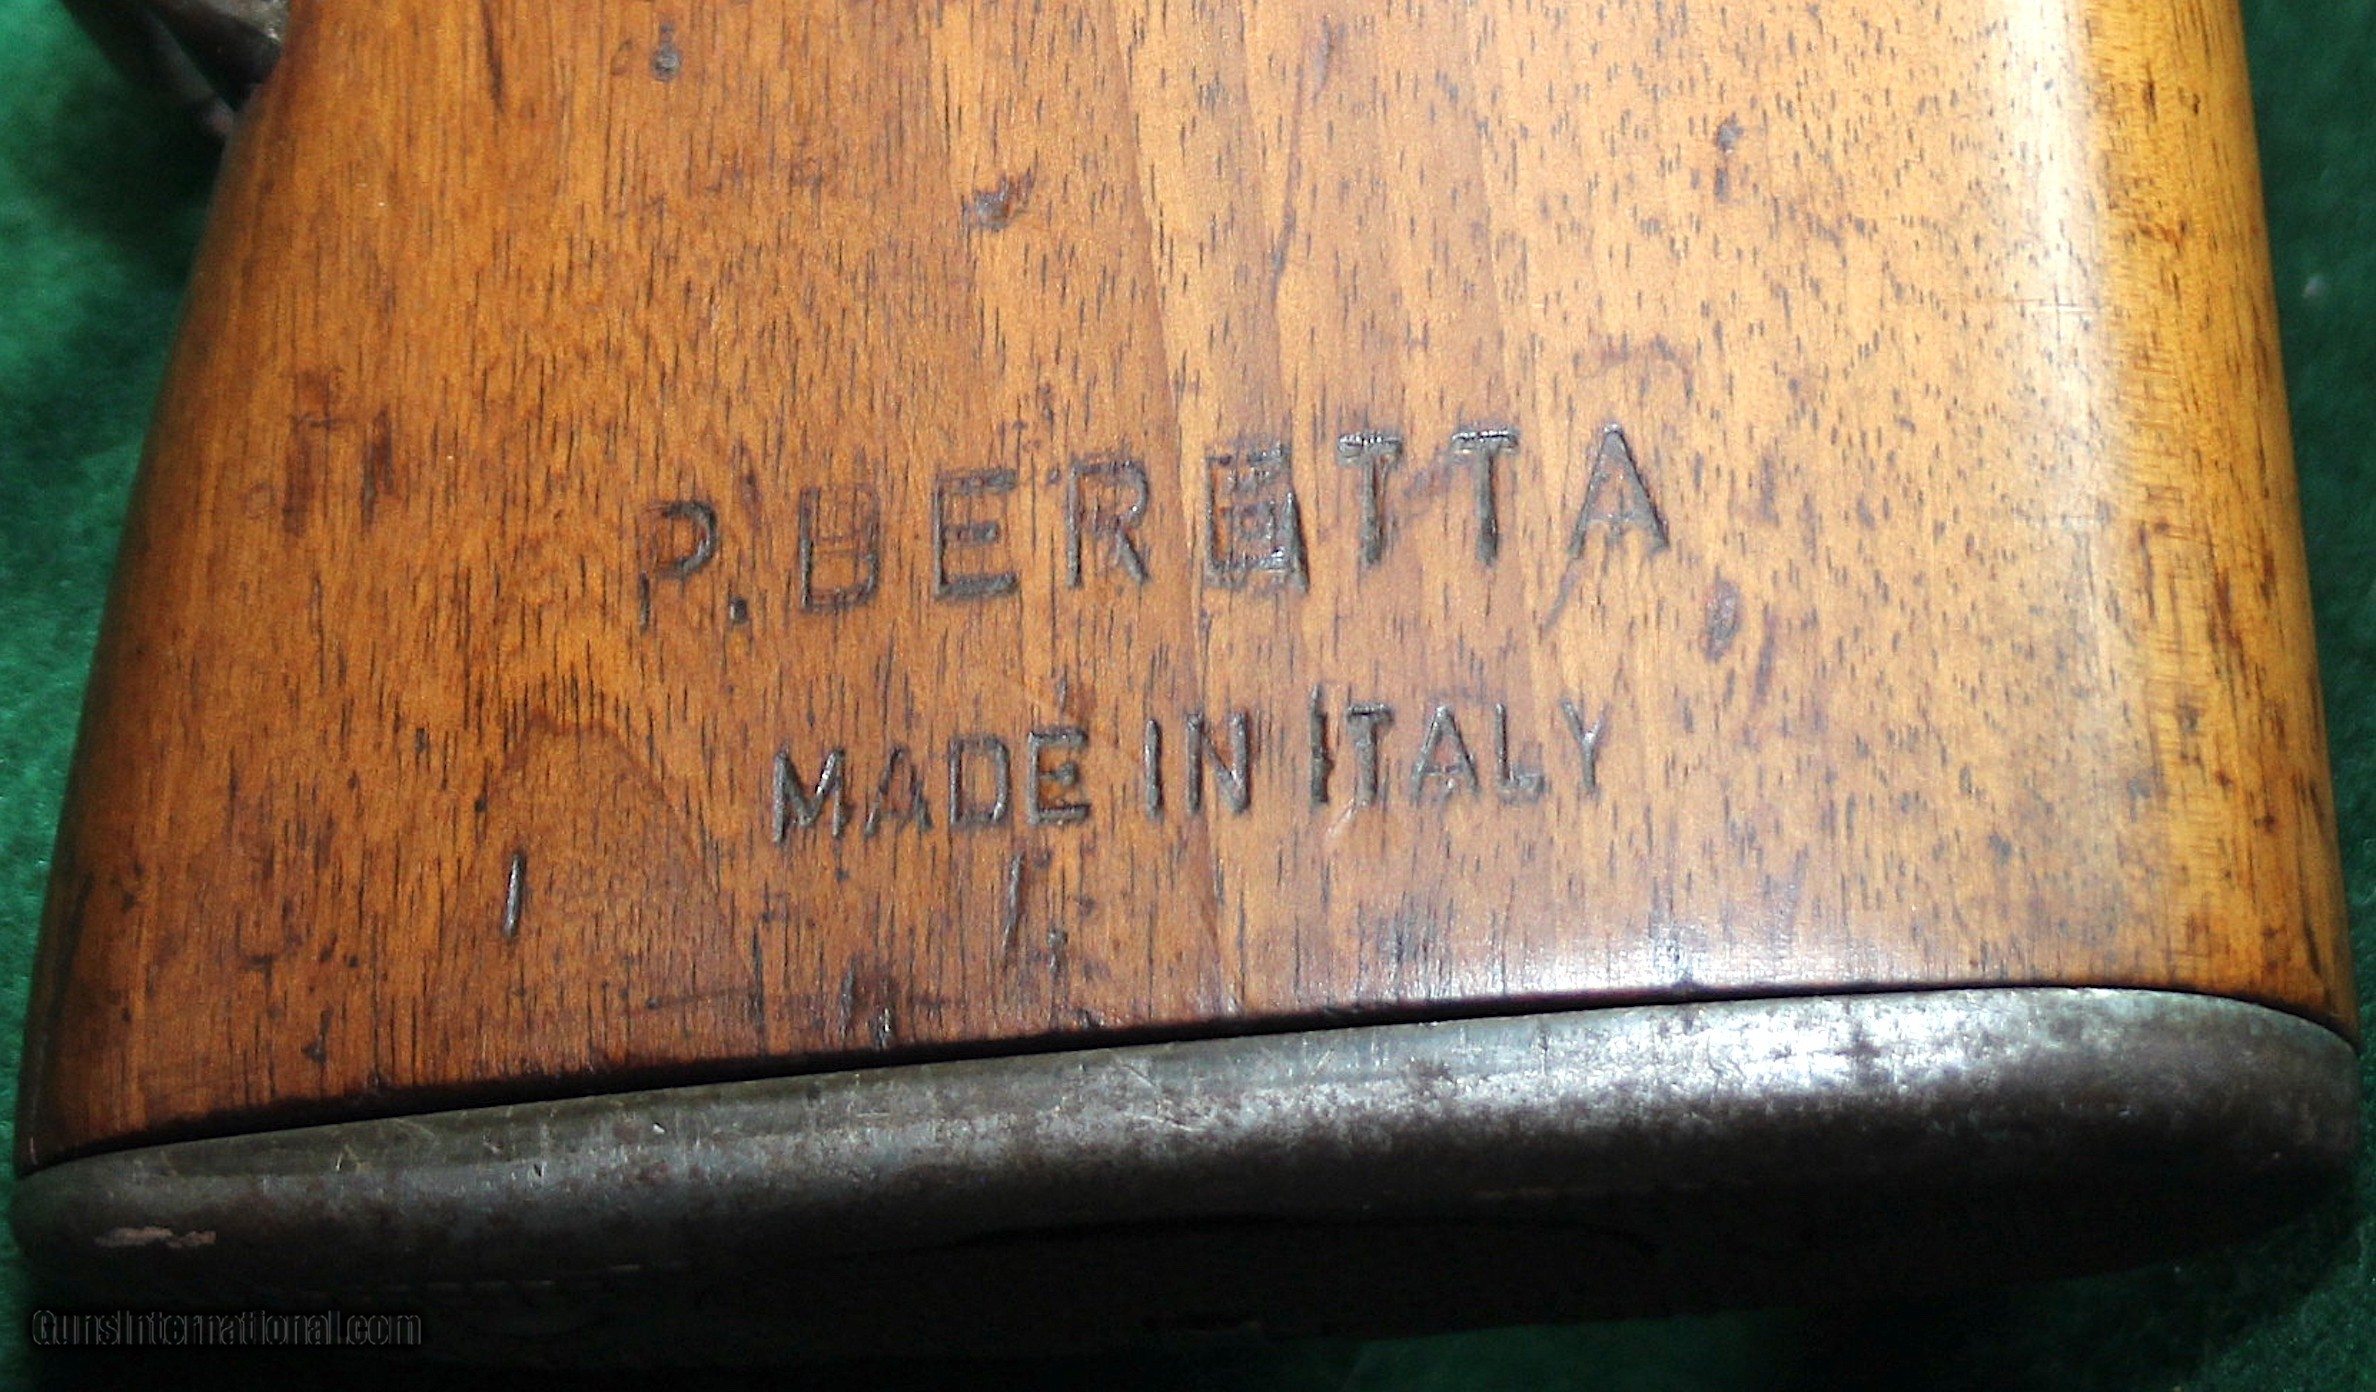 P. BERETTA
MADE IN ITALY
GunsInternational.com